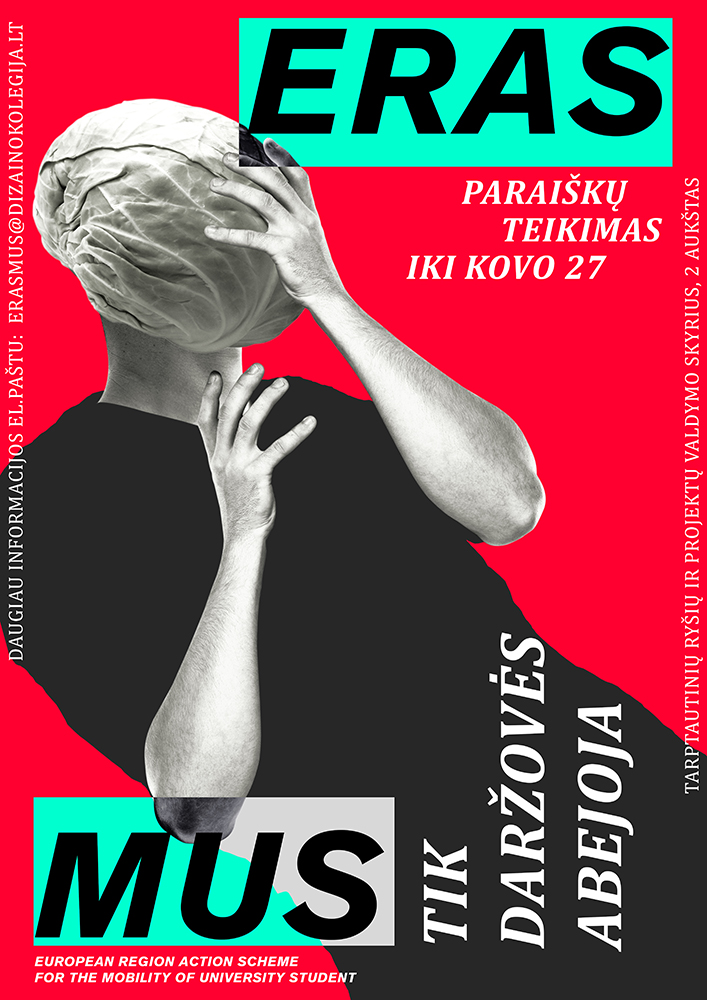 ERAS
PARAIŠKŲ
TEIKIMAS
IKI KOVO 27
DAUGIAU INFORMACIJOS EL.PAŠTU: ERASMUS@DIZAINOKOLEGIJA.LT
TARPTAUTINIŲ RYŠIŲ IR PROJEKTŲ VALDYMO SKYRIUS, 2 AUKŠTAS
TIK
DARŽOVĖS
ABEJOJA
MUS
EUROPEAN REGION ACTION SCHEME
FOR THE MOBILITY OF UNIVERSITY STUDENT